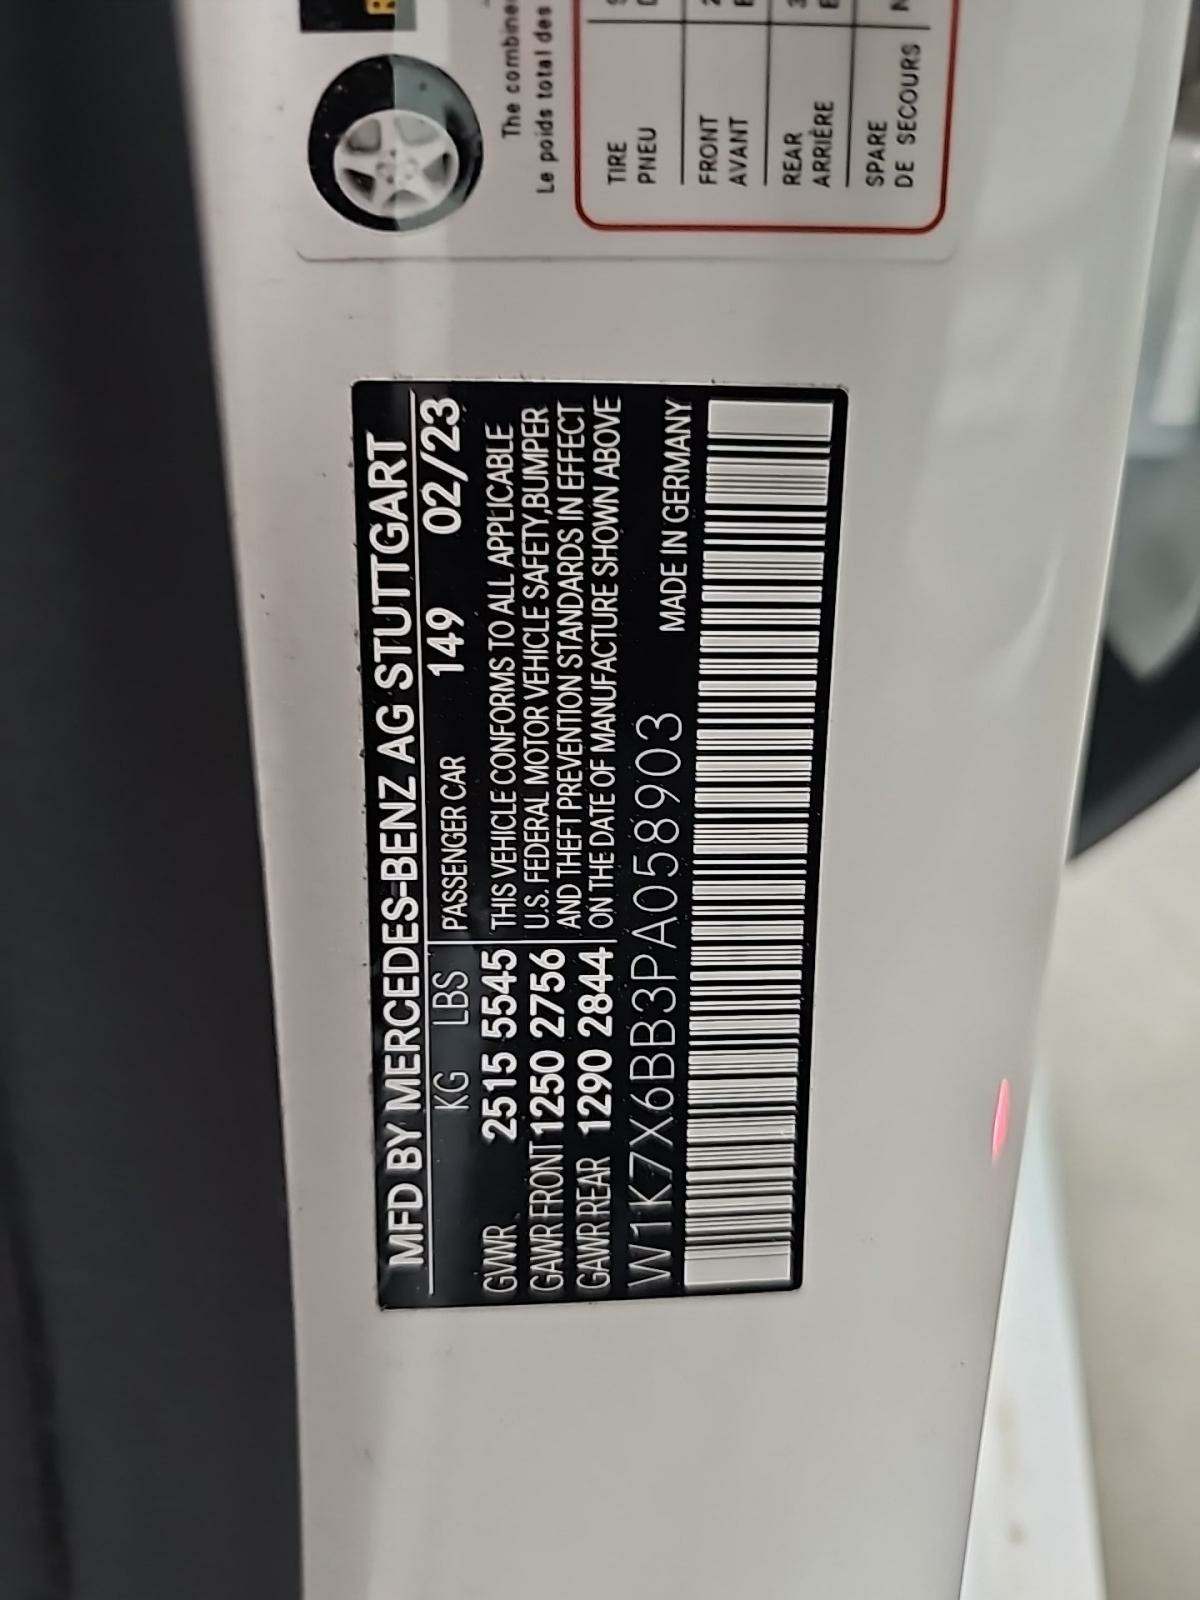 MFD BY MERCEDES-BENZ AG STUTTGART
KG LBS PASSENGER CAR 149 02/23
GVWR 2515 5545 THIS VEHICLE CONFORMS TO ALL APPLICABLE
GAWR FRONT 1250 2756 U.S. FEDERAL MOTOR VEHICLE SAFETY,BUMPER
GAWR REAR 1290 2844 AND THEFT PREVENTION STANDARDS IN EFFECT
ON THE DATE OF MANUFACTURE SHOWN ABOVE
W1K7X6BB3PA058903 MADE IN GERMANY
The combined
Le poids total des
TIRE
PNEU
FRONT
AVANT
REAR
ARRIÈRE
SPARE
DE SECOURS